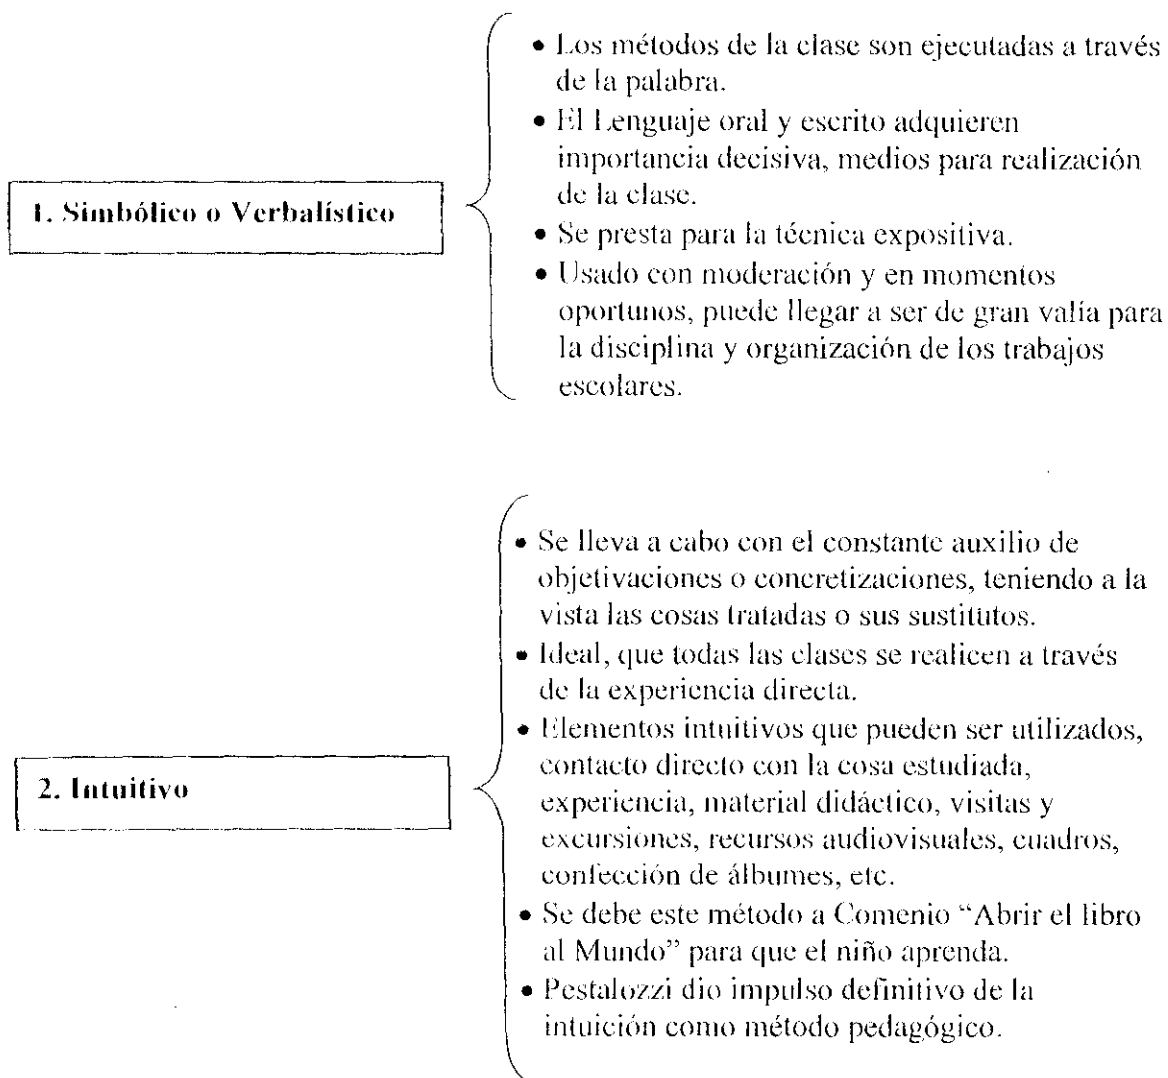 1. Simbólico o Verbalístico
• Los métodos de la clase son ejecutadas a través
de la palabra.
• El Lenguaje oral y escrito adquieren
importancia decisiva, medios para realización
de la clase.
• Se presta para la técnica expositiva.
• Usado con moderación y en momentos
oportunos, puede llegar a ser de gran valía para
la disciplina y organización de los trabajos
escolares.
2. Intuitivo
• Se lleva a cabo con el constante auxilio de
objetivaciones o concretizaciones, teniendo a la
vista las cosas tratadas o sus sustitutos.
• Ideal, que todas las clases se realicen a través
de la experiencia directa.
• Elementos intuitivos que pueden ser utilizados,
contacto directo con la cosa estudiada,
experiencia, material didáctico, visitas y
excursiones, recursos audiovisuales, cuadros,
confección de álbumes, etc.
• Se debe este método a Comenio “Abrir el libro
al Mundo” para que el niño aprenda.
• Pestalozzi dio impulso definitivo de la
intuición como método pedagógico.